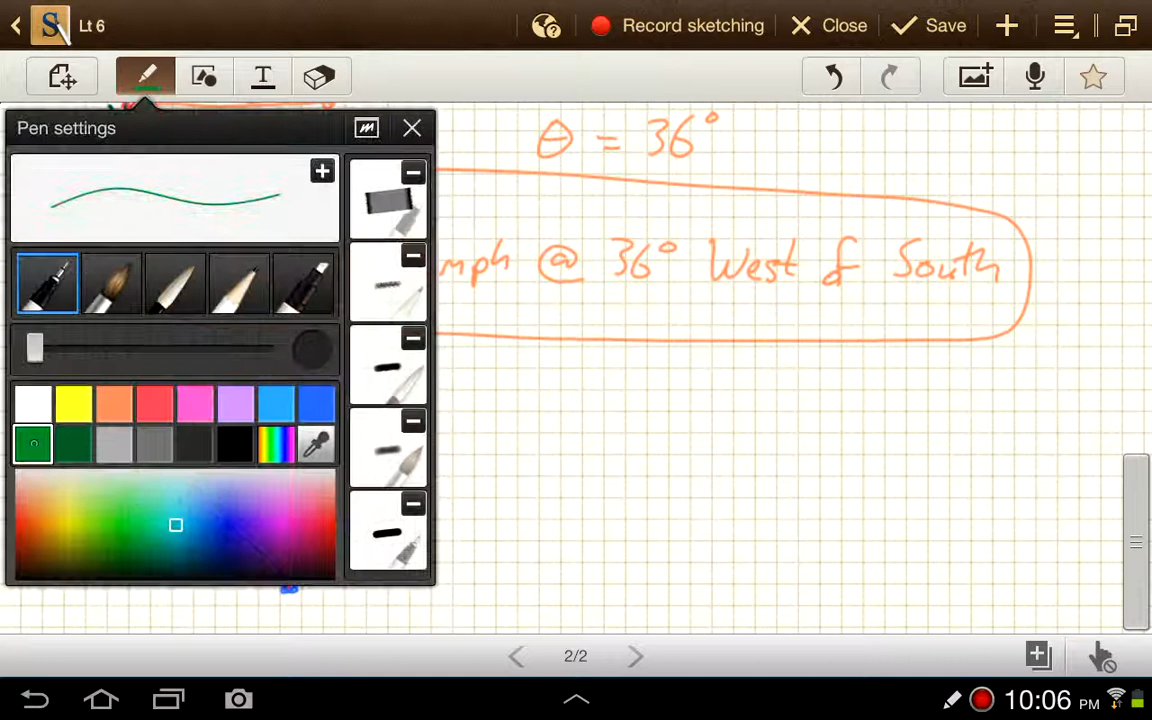 Lt 6
Record sketching
Close
Save
T
Pen settings
θ = 36°
mph @ 36° West of South
2/2
10:06 PM